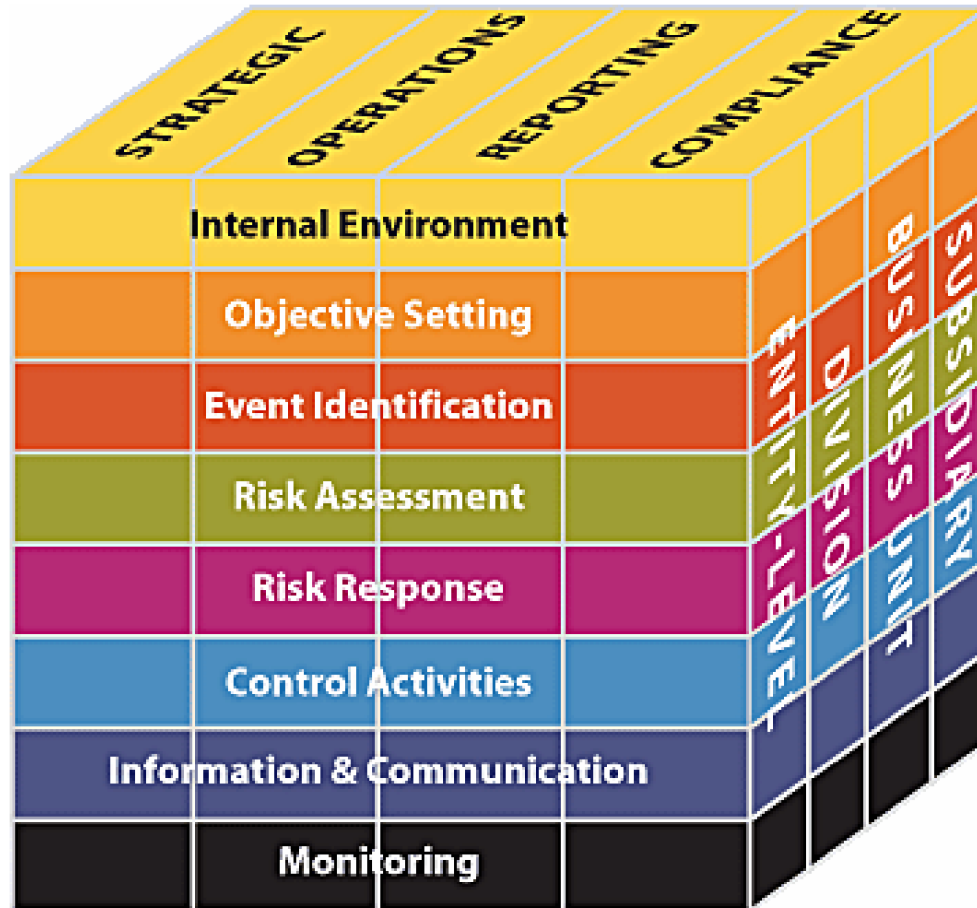 STRATEGIC
OPERATIONS
REPORTING
COMPLIANCE
Internal Environment
Objective Setting
Event Identification
Risk Assessment
Risk Response
Control Activities
Information & Communication
Monitoring
ENTITY-LEVEL
DIVISION
BUSINESS UNIT
SUBSIDIARY